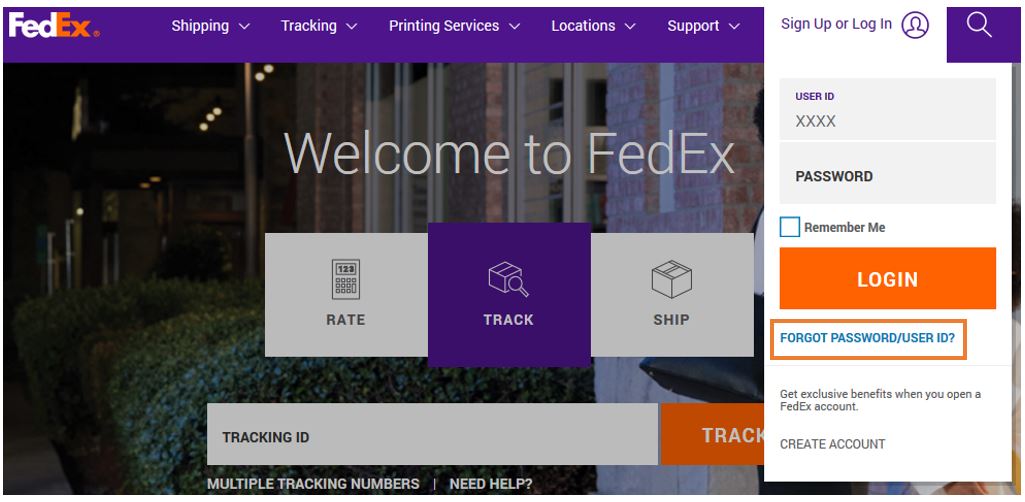 FedEx®
Shipping
Tracking
Printing Services
Locations
Support
Sign Up or Log In
USER ID
XXXX
PASSWORD
Remember Me
LOGIN
FORGOT PASSWORD/USER ID?
Get exclusive benefits when you open a
FedEx account.
CREATE ACCOUNT
Welcome to FedEx
123
RATE
TRACK
SHIP
TRACKING ID
TRACK
MULTIPLE TRACKING NUMBERS | NEED HELP?